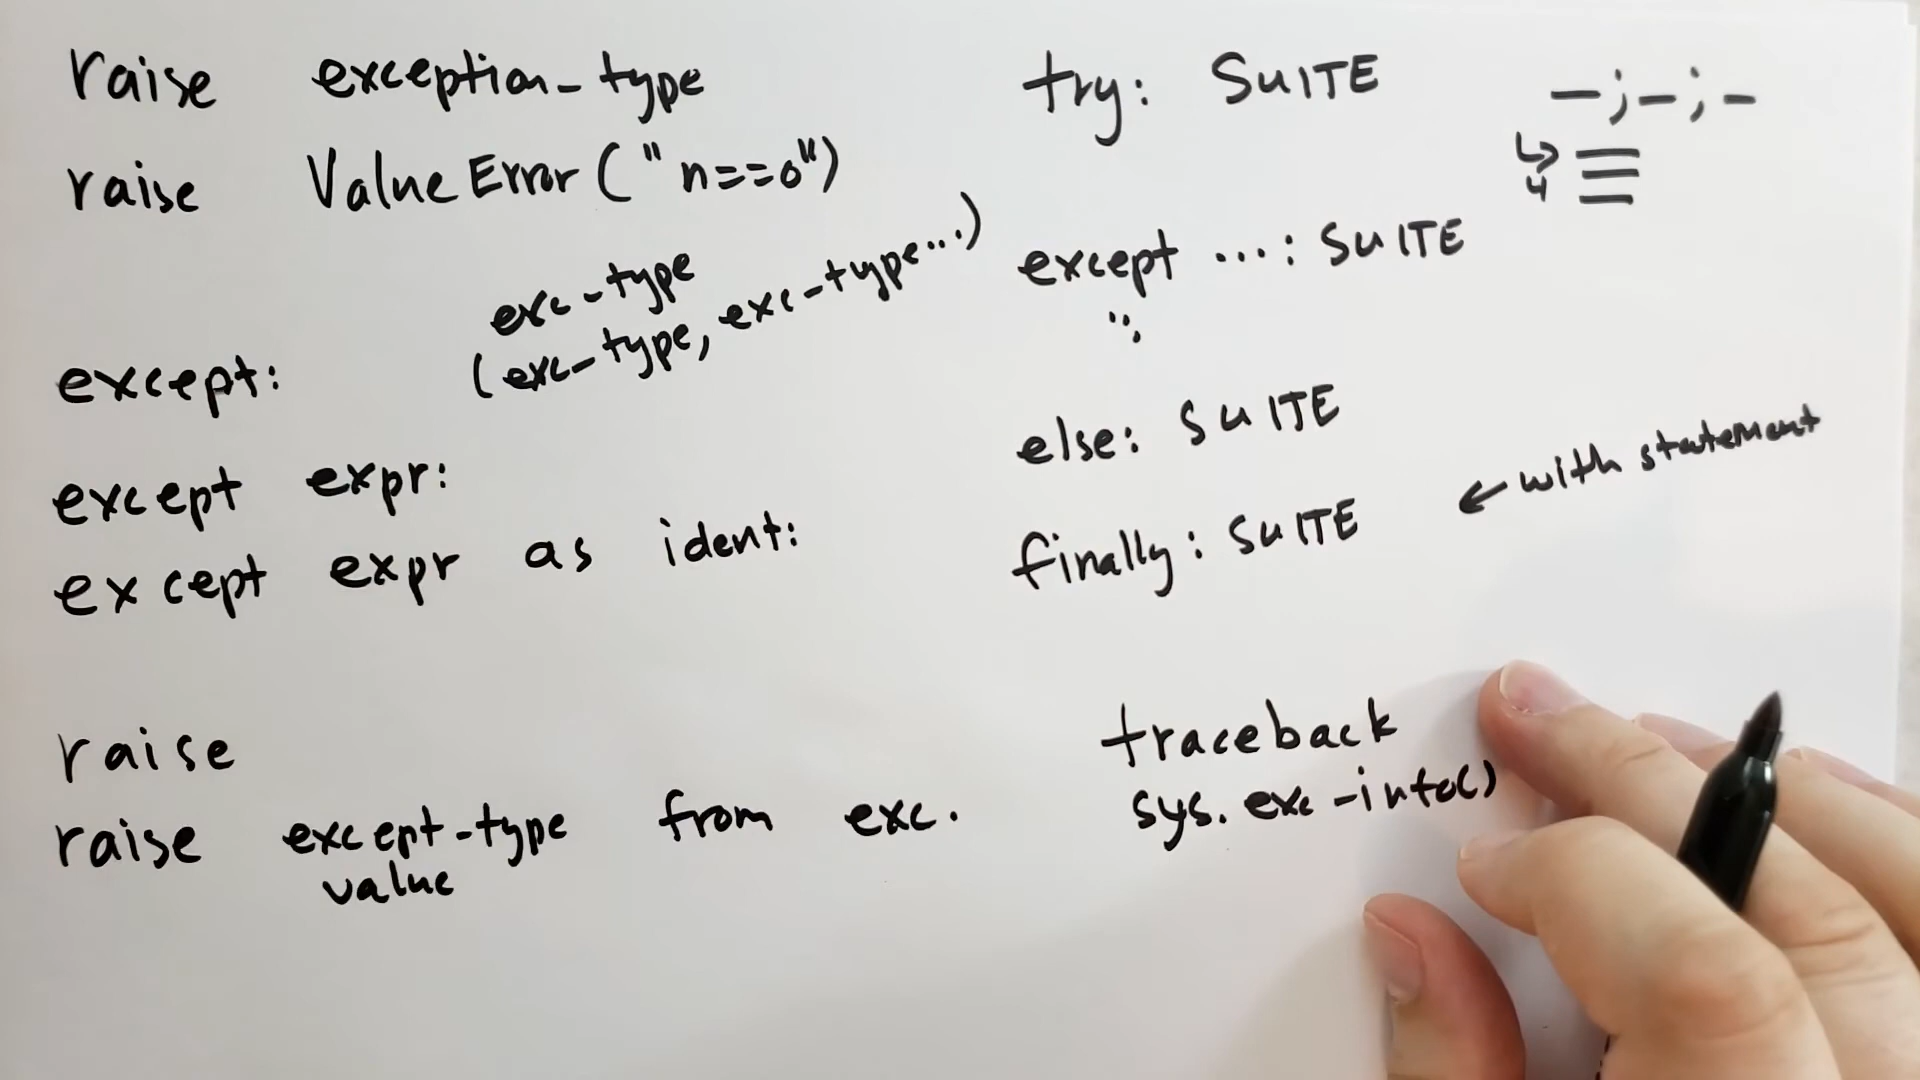 raise exception_type
raise ValueError("n==0")
exc-type
(exc-type, exc-type...)
except:
except expr:
except expr as ident:
raise
raise except-type from exc.
value
try: SUITE
—;—;—
↳ 4
except ...: SUITE
else: SUITE
finally: SUITE
← with statement
traceback
sys.exc-info()